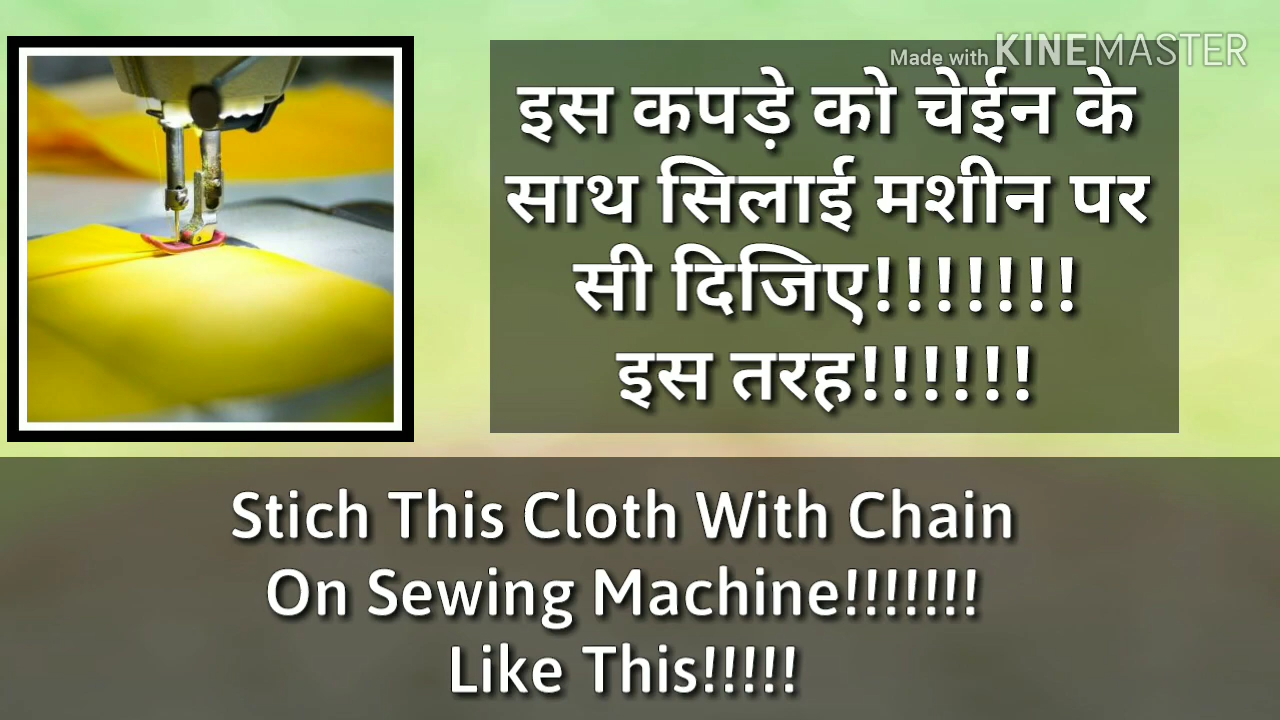 Made with KINEMASTER
इस कपड़े को चेईन के
साथ सिलाई मशीन पर
सी दिजिए!!!!!!!
इस तरह!!!!!!
Stich This Cloth With Chain
On Sewing Machine!!!!!!!
Like This!!!!!